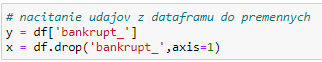 # nacitanie udajov z dataframu do premennych
y = df['bankrupt_']
x = df.drop('bankrupt_',axis=1)